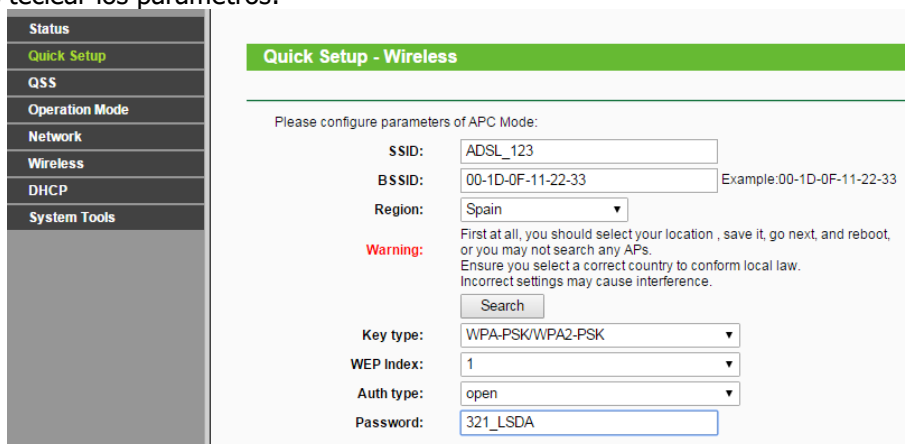 teclear los parámetros.
Status
Quick Setup
QSS
Operation Mode
Network
Wireless
DHCP
System Tools
Quick Setup - Wireless
Please configure parameters of APC Mode:
SSID: ADSL_123
BSSID: 00-1D-0F-11-22-33 Example:00-1D-0F-11-22-33
Region: Spain
Warning: First at all, you should select your location , save it, go next, and reboot,
or you may not search any APs.
Ensure you select a correct country to conform local law.
Incorrect settings may cause interference.
Search
Key type: WPA-PSK/WPA2-PSK
WEP Index: 1
Auth type: open
Password: 321_LSDA